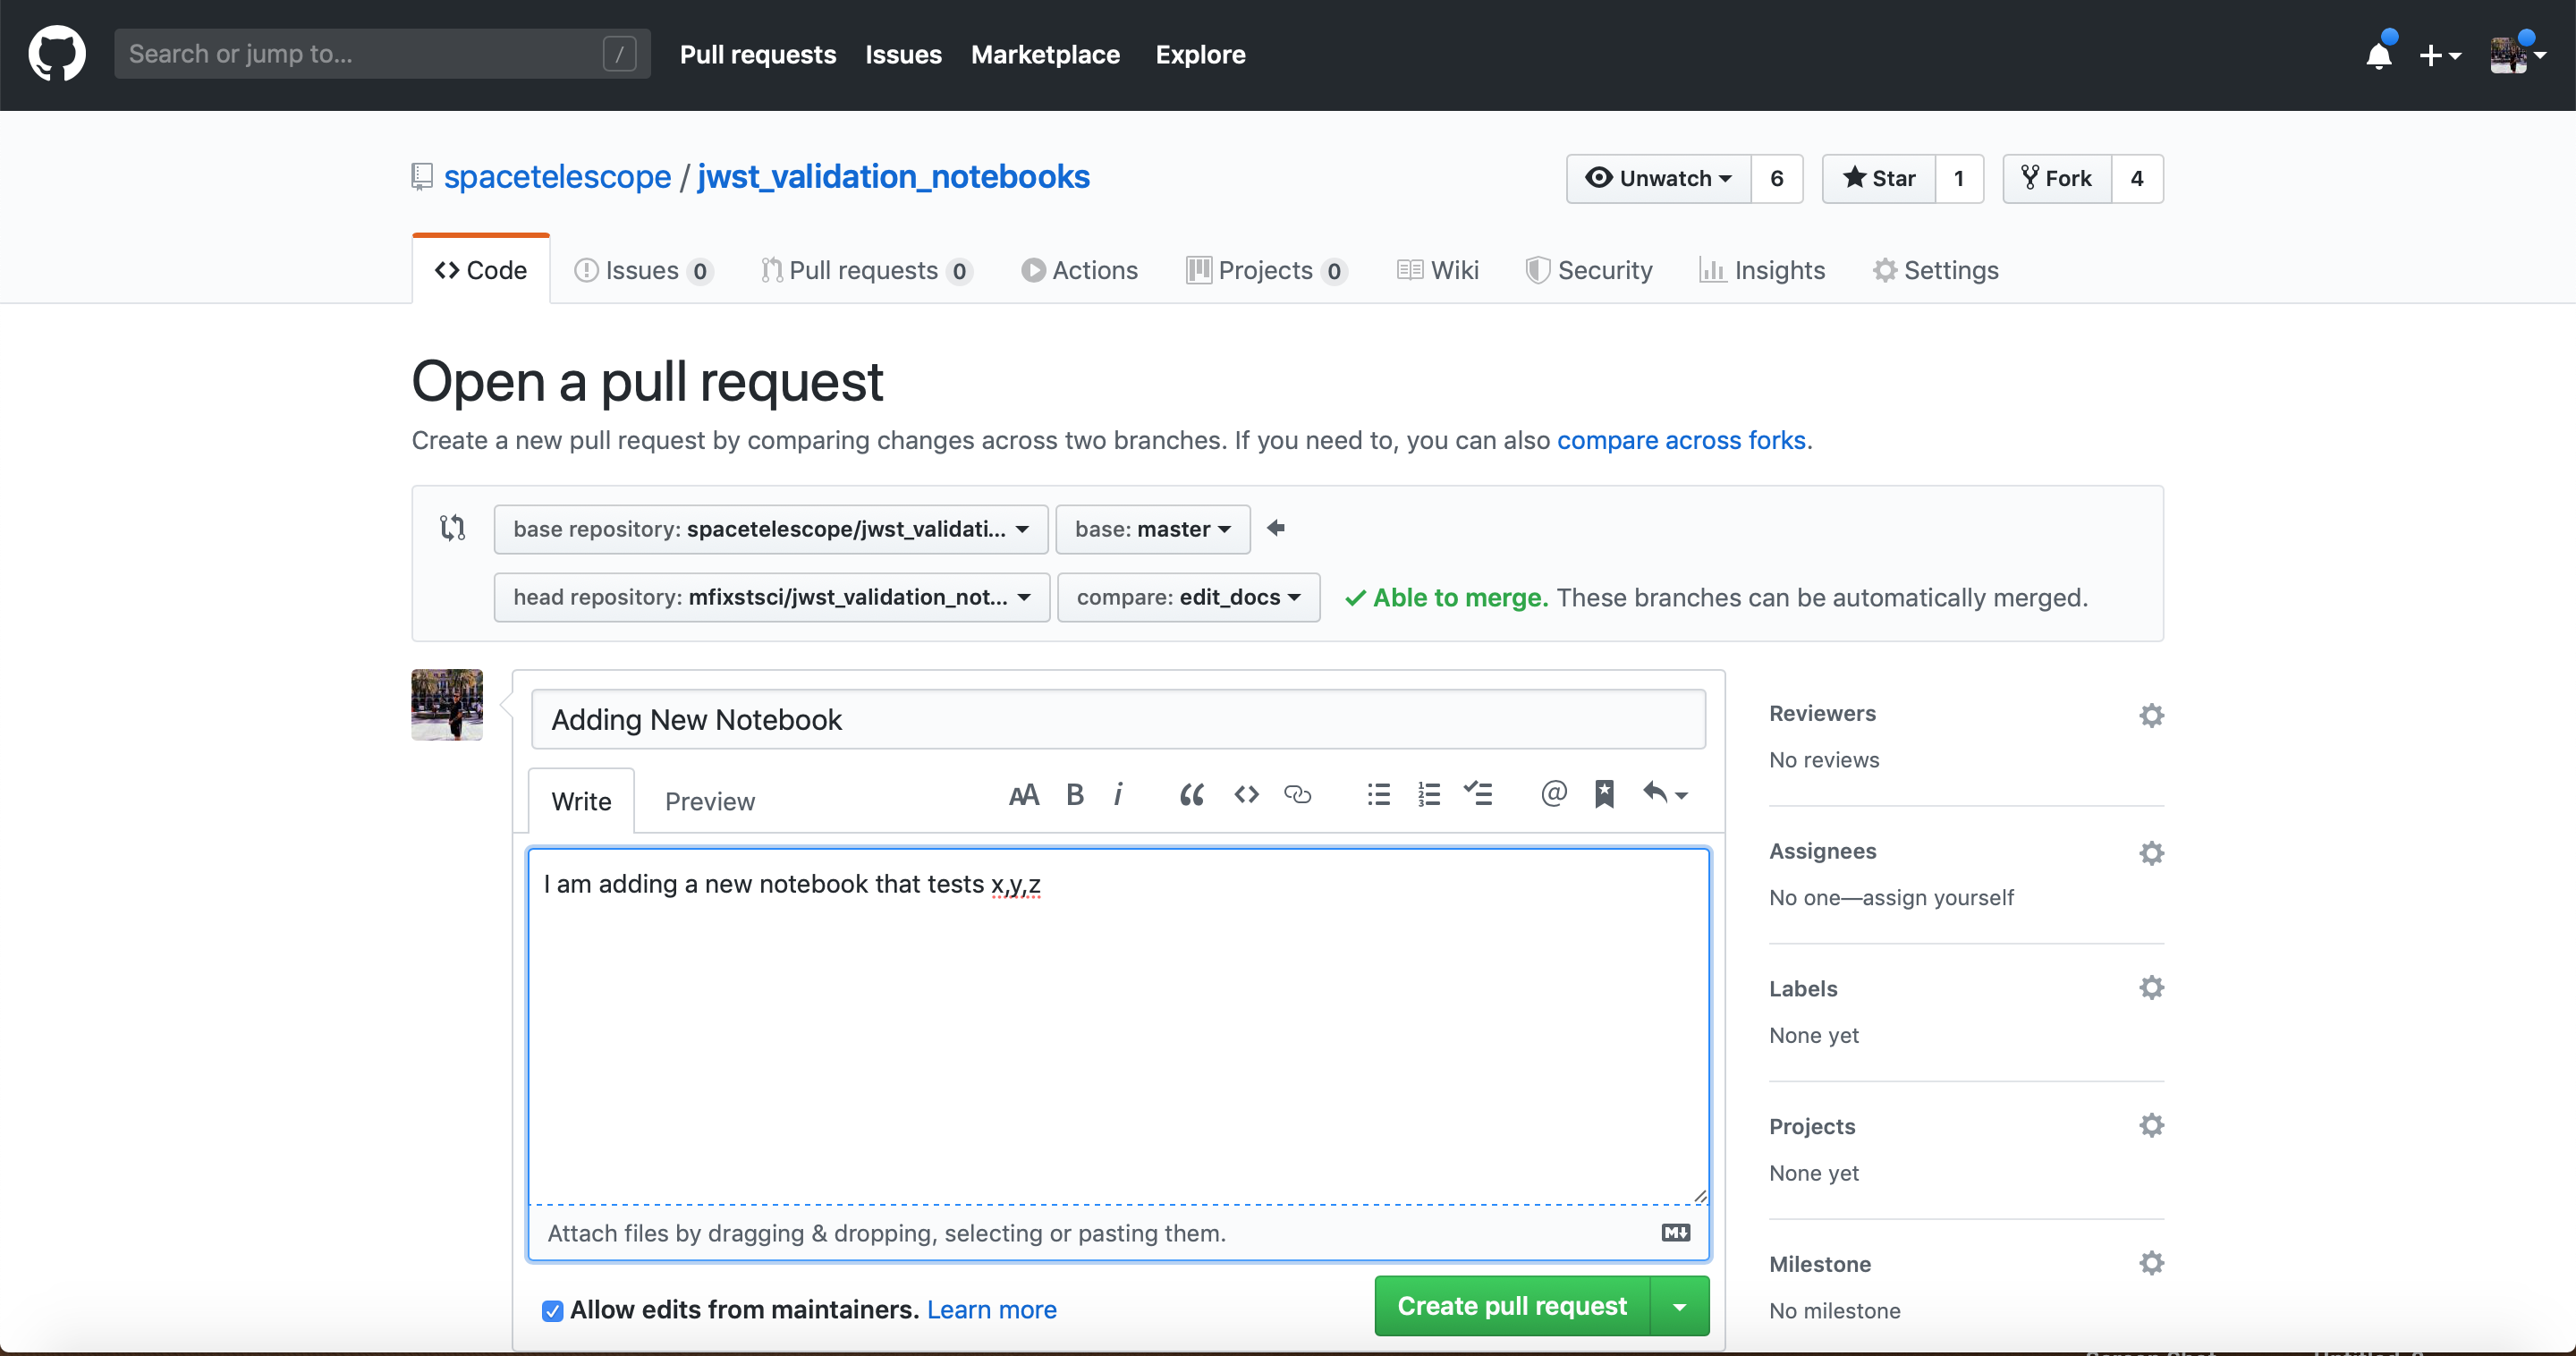 Search or jump to... /
Pull requests Issues Marketplace Explore
spacetelescope / jwst_validation_notebooks
Unwatch 6 Star 1 Fork 4
Code Issues 0 Pull requests 0 Actions Projects 0 Wiki Security Insights Settings
Open a pull request
Create a new pull request by comparing changes across two branches. If you need to, you can also compare across forks.
base repository: spacetelescope/jwst_validati... base: master
head repository: mfixstsci/jwst_validation_not... compare: edit_docs Able to merge. These branches can be automatically merged.
Adding New Notebook
Write Preview AA B i @
I am adding a new notebook that tests x,y,z
Attach files by dragging & dropping, selecting or pasting them.
Allow edits from maintainers. Learn more
Create pull request
Reviewers
No reviews
Assignees
No one—assign yourself
Labels
None yet
Projects
None yet
Milestone
No milestone